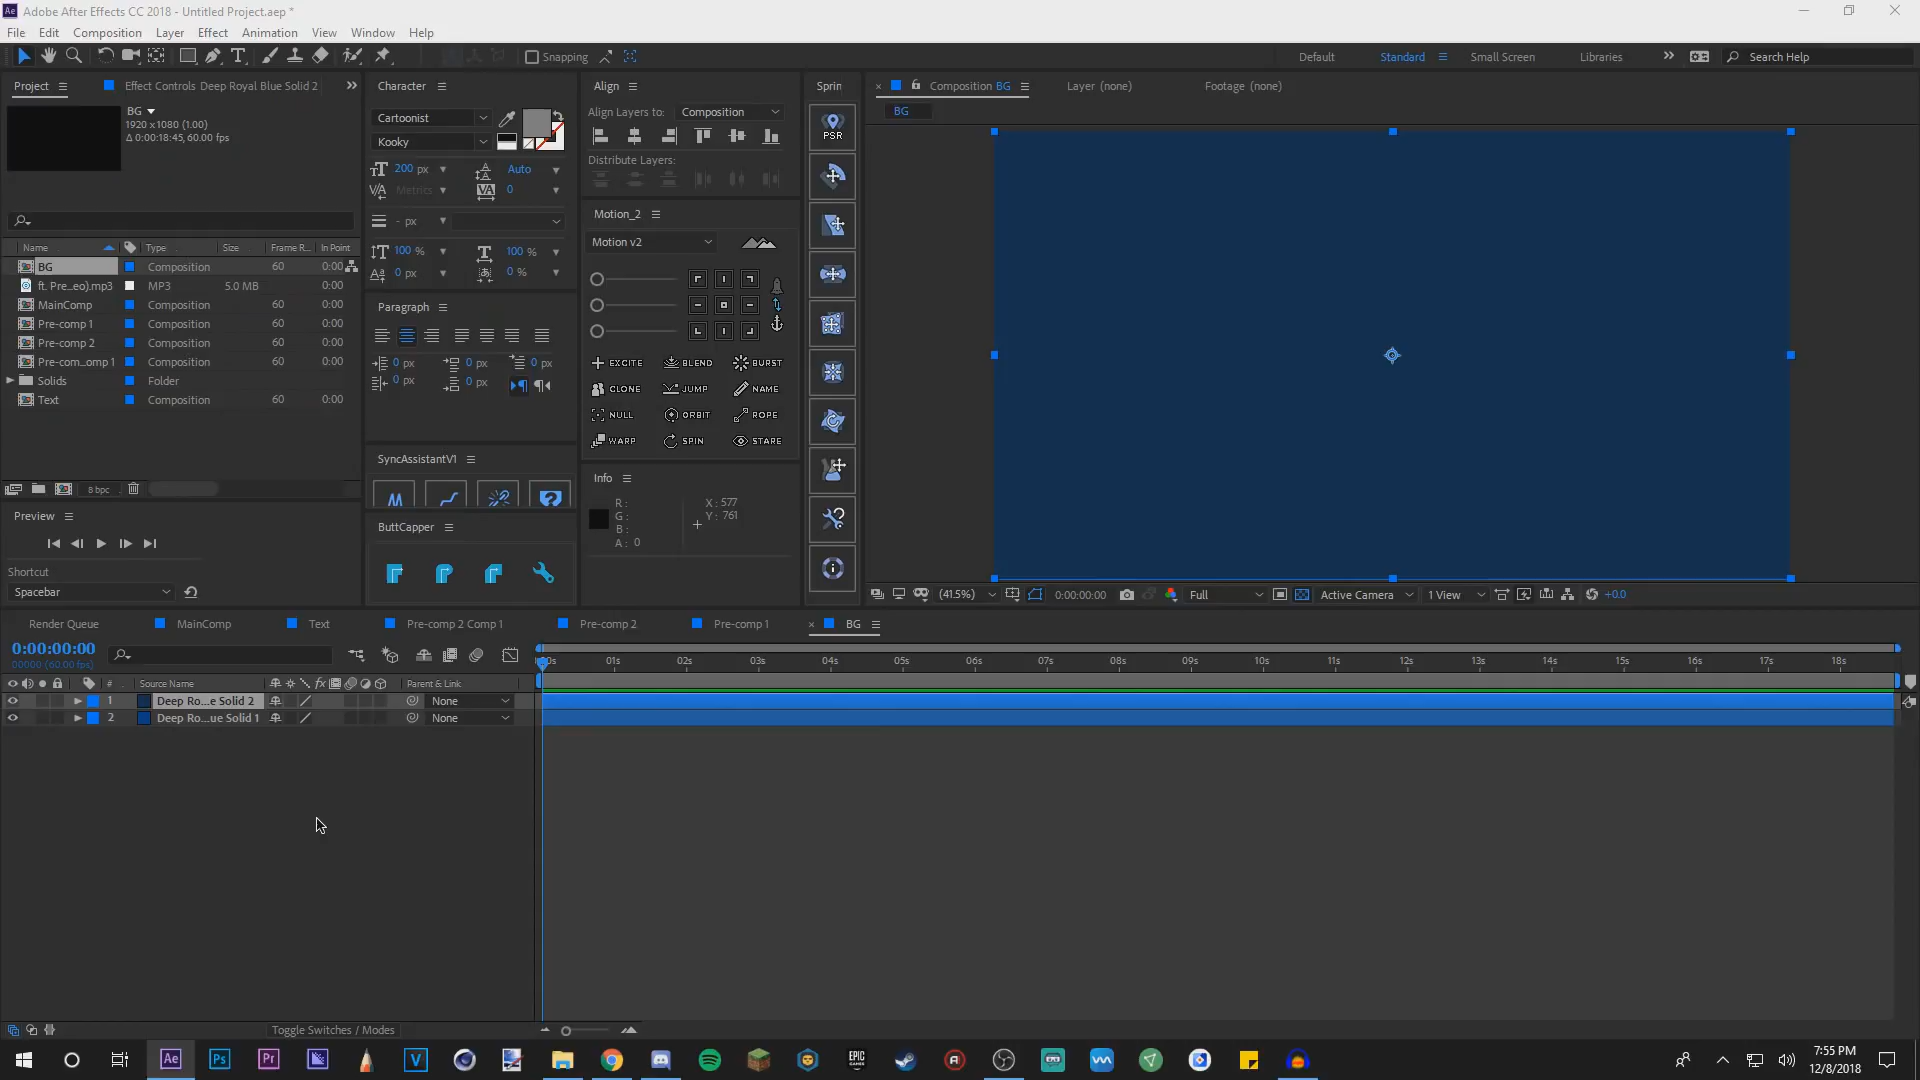 Adobe After Effects CC 2018 - Untitled Project.aep *
File Edit Composition Layer Effect Animation View Window Help
Snapping
Default Standard Small Screen Libraries Search Help
Project Effect Controls Deep Royal Blue Solid 2
BG
1920 x1080 (1.00)
Δ 0:00:18:45, 60.00 fps
Name Type Size Frame R... In Point
BG Composition 60 0:00
ft. Pre...eo).mp3 MP3 5.0 MB 0:00
MainComp Composition 60 0:00
Pre-comp 1 Composition 60 0:00
Pre-comp 2 Composition 60 0:00
Pre-com...omp 1 Composition 60 0:00
Solids Folder
Text Composition 60 0:00
8 bpc
Preview
Shortcut
Spacebar
Character
Cartoonist
Kooky
200 px Auto
Metrics 0
- px
100 % 100 %
0 px 0 %
Paragraph
0 px 0 px 0 px
0 px 0 px
SyncAssistantV1
ButtCapper
Align
Align Layers to: Composition
Distribute Layers:
Motion_2
Motion v2
EXCITE BLEND BURST
CLONE JUMP NAME
NULL ORBIT ROPE
WARP SPIN STARE
Info
R :
G :
B :
A : 0
X : 577
Y : 761
Sprin
PSR
Composition BG Layer (none) Footage (none)
BG
(41.5%) 0:00:00:00 Full Active Camera 1 View +0.0
Render Queue MainComp Text Pre-comp 2 Comp 1 Pre-comp 2 Pre-comp 1 BG
0:00:00:00
00000 (60.00 fps)
# Source Name Parent & Link
1 Deep Ro...e Solid 2 None
2 Deep Ro...ue Solid 1 None
01s 02s 03s 04s 05s 06s 07s 08s 09s 10s 11s 12s 13s 14s 15s 16s 17s 18s
Toggle Switches / Modes
Ae Ps Pr V EPIC GAMES
7:55 PM
12/8/2018